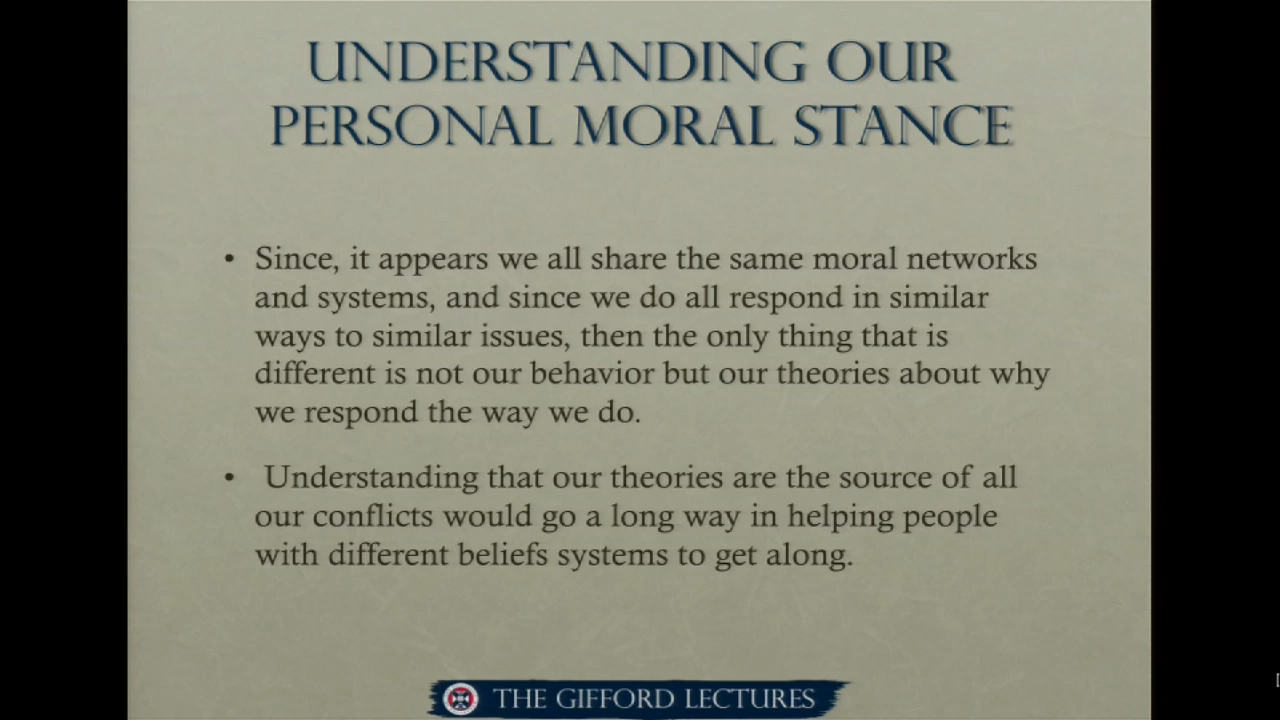 UNDERSTANDING OUR
PERSONAL MORAL STANCE
• Since, it appears we all share the same moral networks
and systems, and since we do all respond in similar
ways to similar issues, then the only thing that is
different is not our behavior but our theories about why
we respond the way we do.
• Understanding that our theories are the source of all
our conflicts would go a long way in helping people
with different beliefs systems to get along.
THE GIFFORD LECTURES